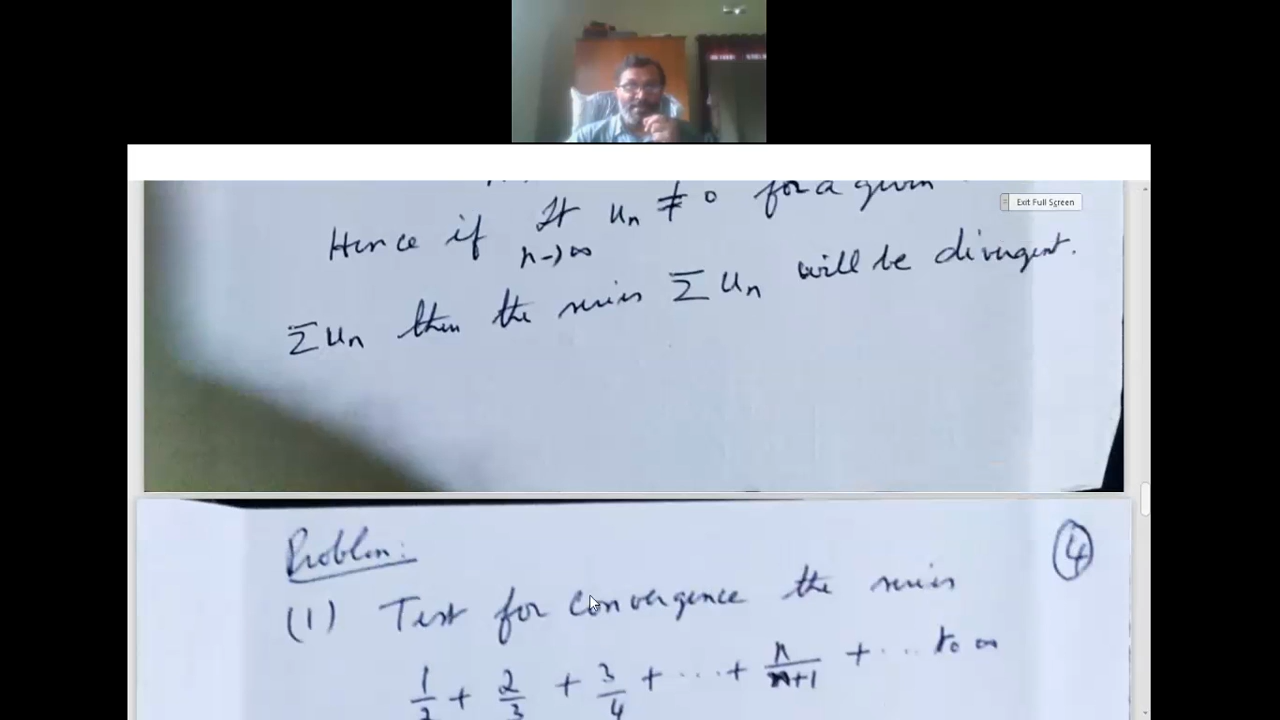 Exit Full Screen
Hence if lt uₙ ≠ 0 for a given
n→∞
Σuₙ then the series Σuₙ will be divergent.
Problem:
④
(1) Test for convergence the series
1/2 + 2/3 + 3/4 + ... + n/n+1 + ... to ∞